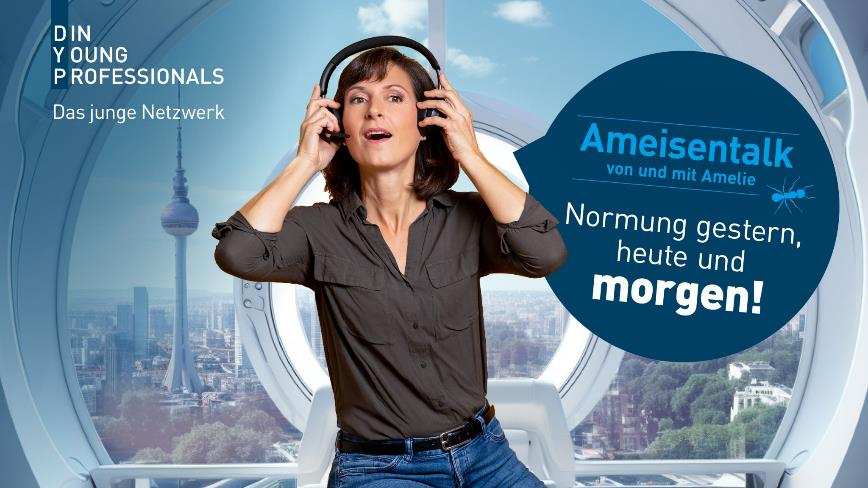 DIN
YOUNG
PROFESSIONALS
Das junge Netzwerk
Ameisentalk
von und mit Amelie
Normung gestern,
heute und
morgen!